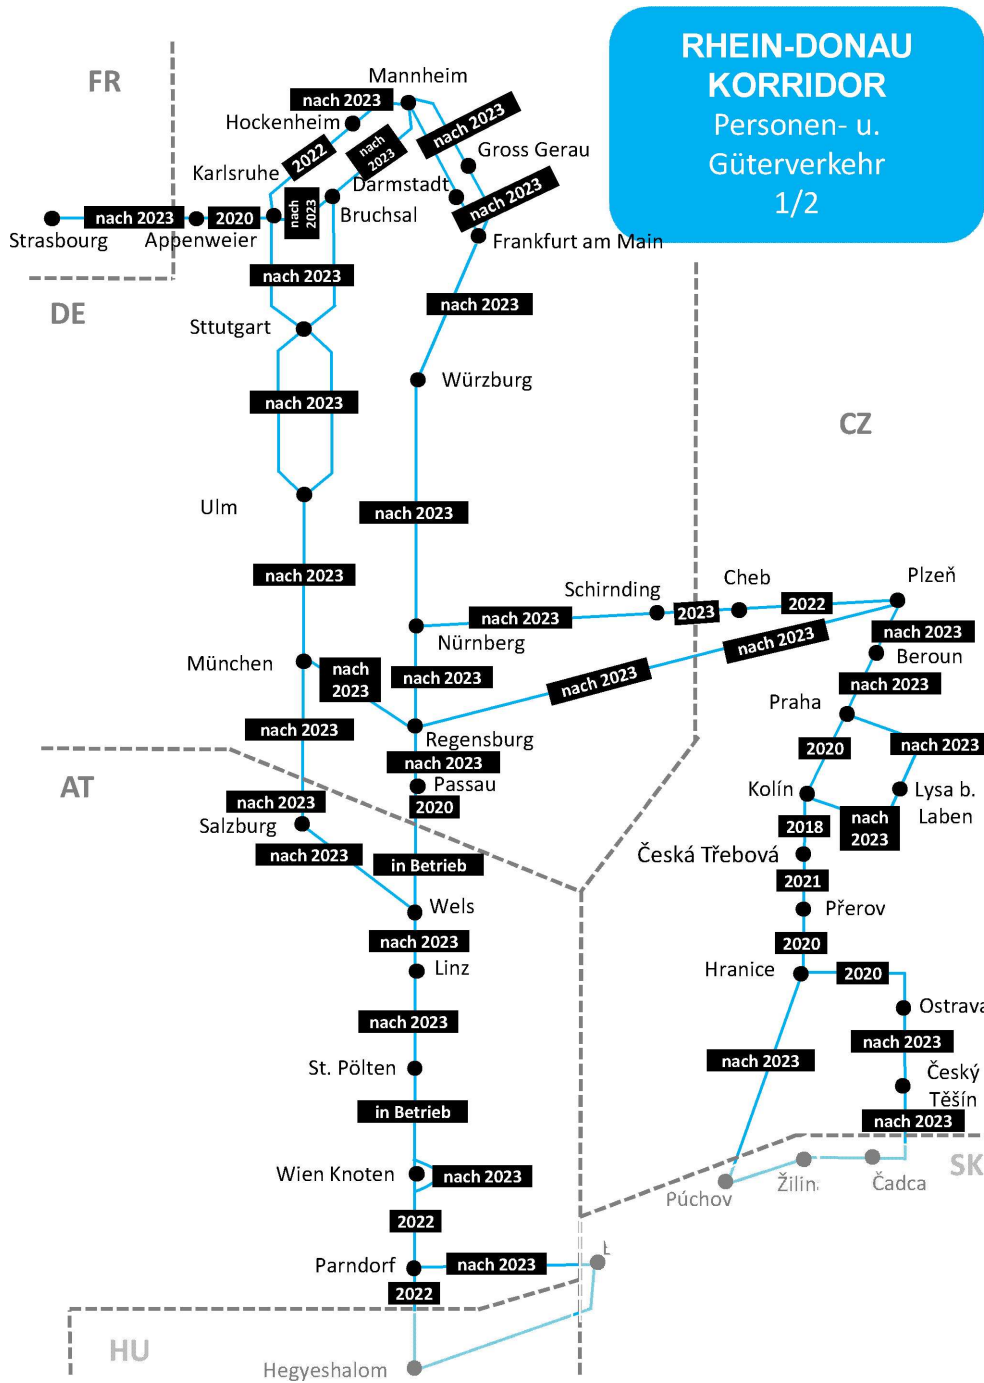 RHEIN-DONAU
KORRIDOR
Personen- u.
Güterverkehr
1/2
FR
Mannheim
nach 2023
Hockenheim
nach 2023
2022
nach
2023
Gross Gerau
Karlsruhe
Darmstadt
nach 2023
nach
2023
Bruchsal
nach 2023
2020
Strasbourg
Appenweier
Frankfurt am Main
DE
nach 2023
nach 2023
Sttutgart
Würzburg
nach 2023
CZ
Ulm
nach 2023
nach 2023
Schirnding
Cheb
Plzeň
nach 2023
2023
2022
Nürnberg
nach 2023
nach 2023
Beroun
München
nach
2023
nach 2023
nach 2023
nach 2023
Praha
nach 2023
Regensburg
2020
nach 2023
nach 2023
AT
Passau
Kolín
Lysa b.
Laben
nach 2023
2020
Salzburg
2018
nach
2023
nach 2023
in Betrieb
Česká Třebová
2021
Wels
Přerov
nach 2023
2020
Linz
Hranice
2020
Ostrava
nach 2023
nach 2023
nach 2023
St. Pölten
Český
Těšín
in Betrieb
nach 2023
Wien Knoten
nach 2023
SK
Púchov
Žilin
Čadca
2022
Parndorf
nach 2023
2022
HU
Hegyeshalom